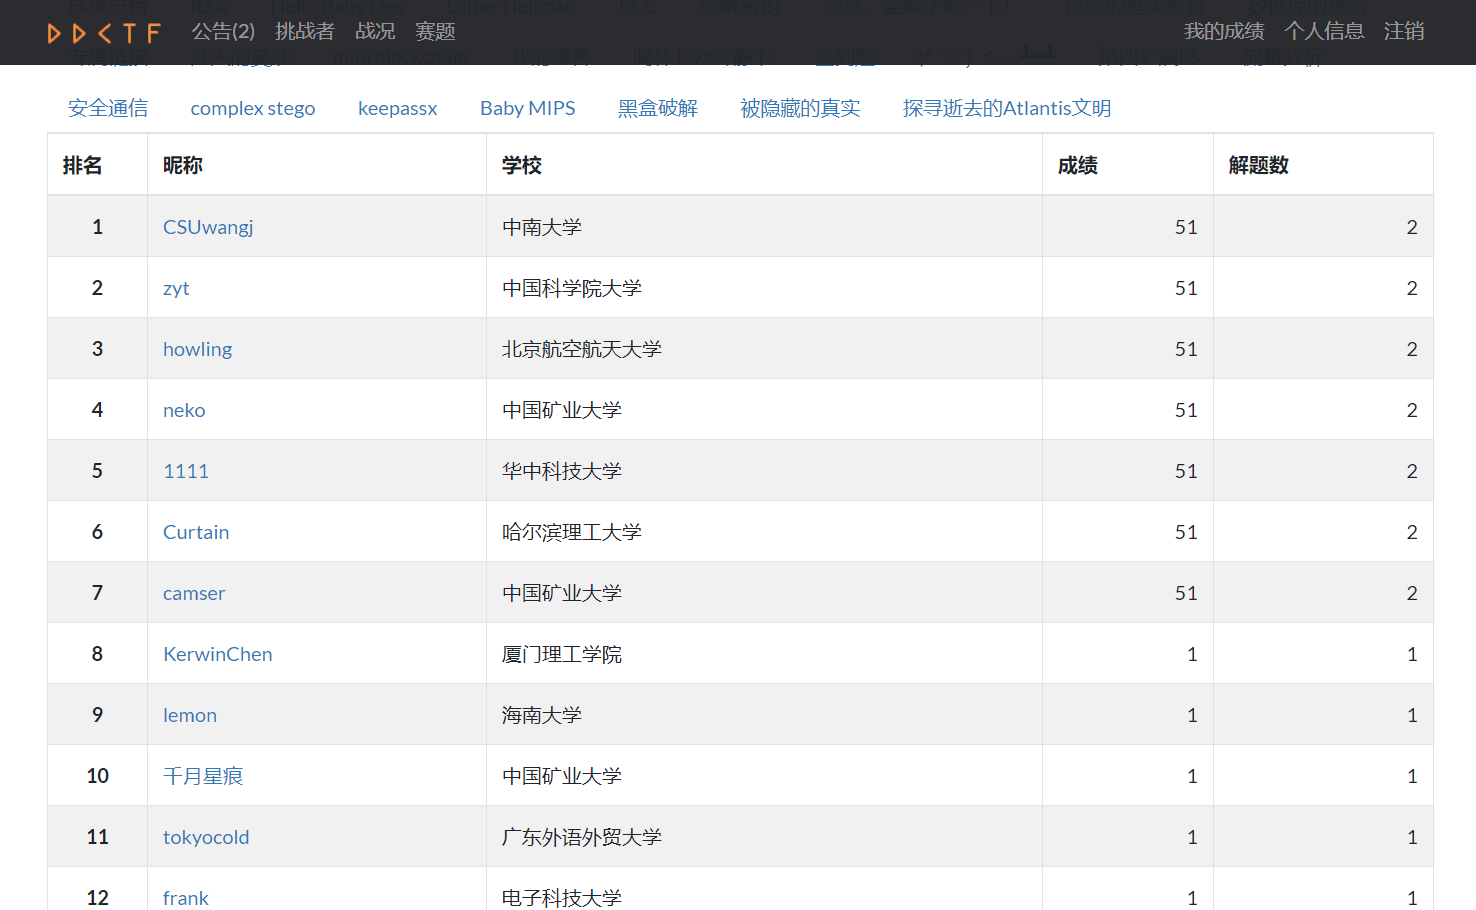 DDCTF 公告(2) 挑战者 战况 赛题 我的成绩 个人信息 注销
安全通信 complex stego keepassx Baby MIPS 黑盒破解 被隐藏的真实 探寻逝去的Atlantis文明
排名 昵称 学校 成绩 解题数
1 CSUwangj 中南大学 51 2
2 zyt 中国科学院大学 51 2
3 howling 北京航空航天大学 51 2
4 neko 中国矿业大学 51 2
5 1111 华中科技大学 51 2
6 Curtain 哈尔滨理工大学 51 2
7 camser 中国矿业大学 51 2
8 KerwinChen 厦门理工学院 1 1
9 lemon 海南大学 1 1
10 千月星痕 中国矿业大学 1 1
11 tokyocold 广东外语外贸大学 1 1
12 frank 电子科技大学 1 1